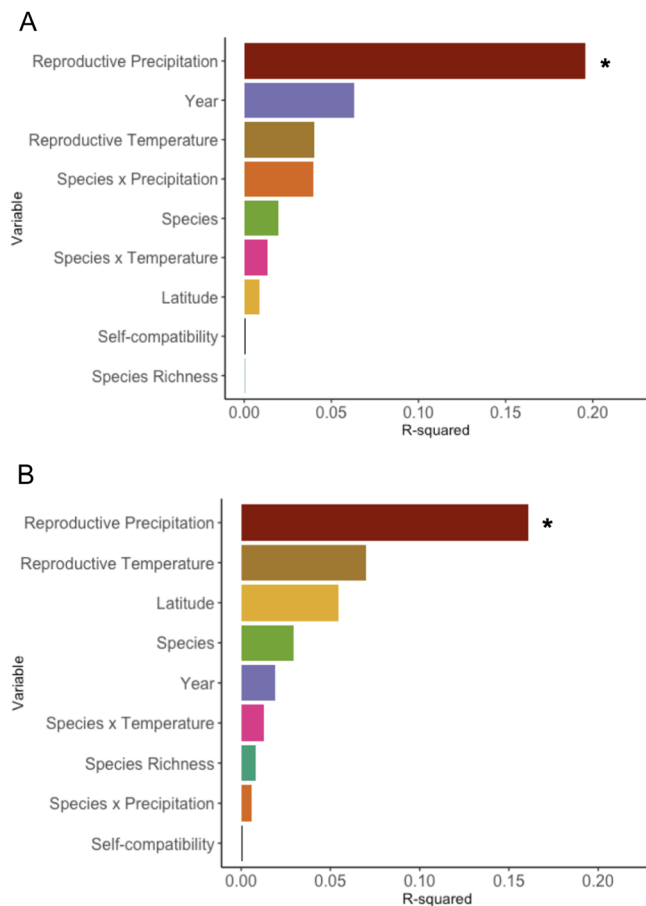 A
Variable
Reproductive Precipitation
*
Year
Reproductive Temperature
Species x Precipitation
Species
Species x Temperature
Latitude
Self-compatibility
Species Richness
0.00 0.05 0.10 0.15 0.20
R-squared
B
Variable
Reproductive Precipitation
*
Reproductive Temperature
Latitude
Species
Year
Species x Temperature
Species Richness
Species x Precipitation
Self-compatibility
0.00 0.05 0.10 0.15 0.20
R-squared